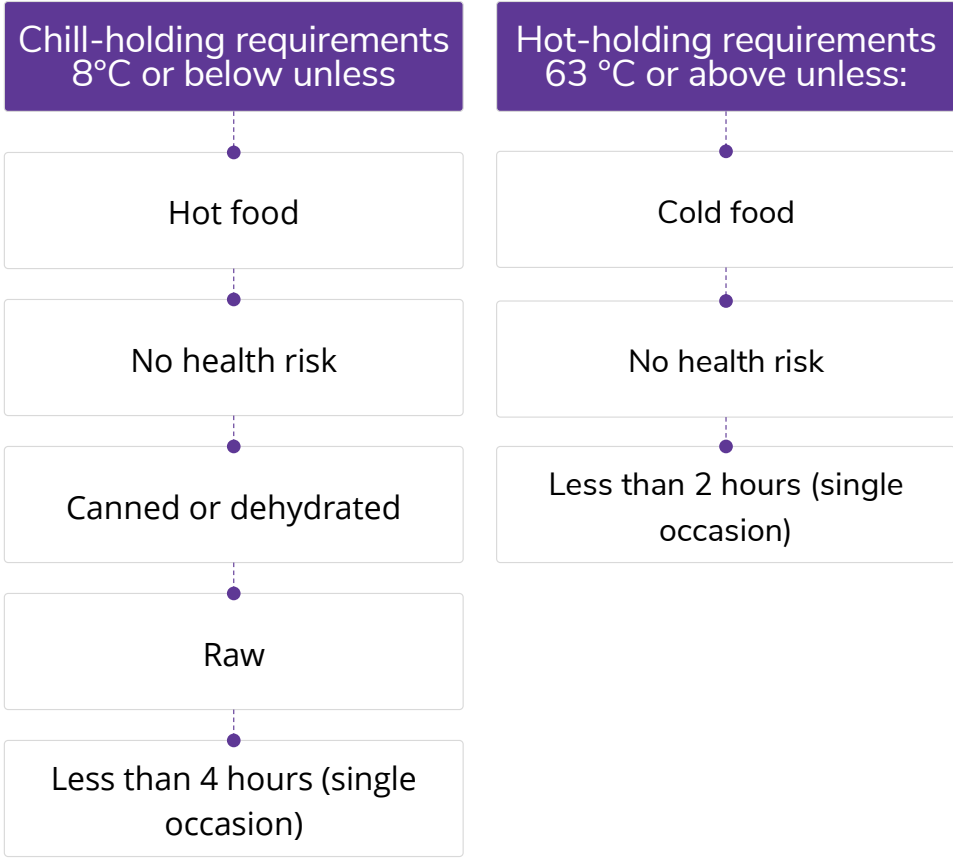 Chill-holding requirements
8°C or below unless
Hot food
No health risk
Canned or dehydrated
Raw
Less than 4 hours (single
occasion)
Hot-holding requirements
63 °C or above unless:
Cold food
No health risk
Less than 2 hours (single
occasion)